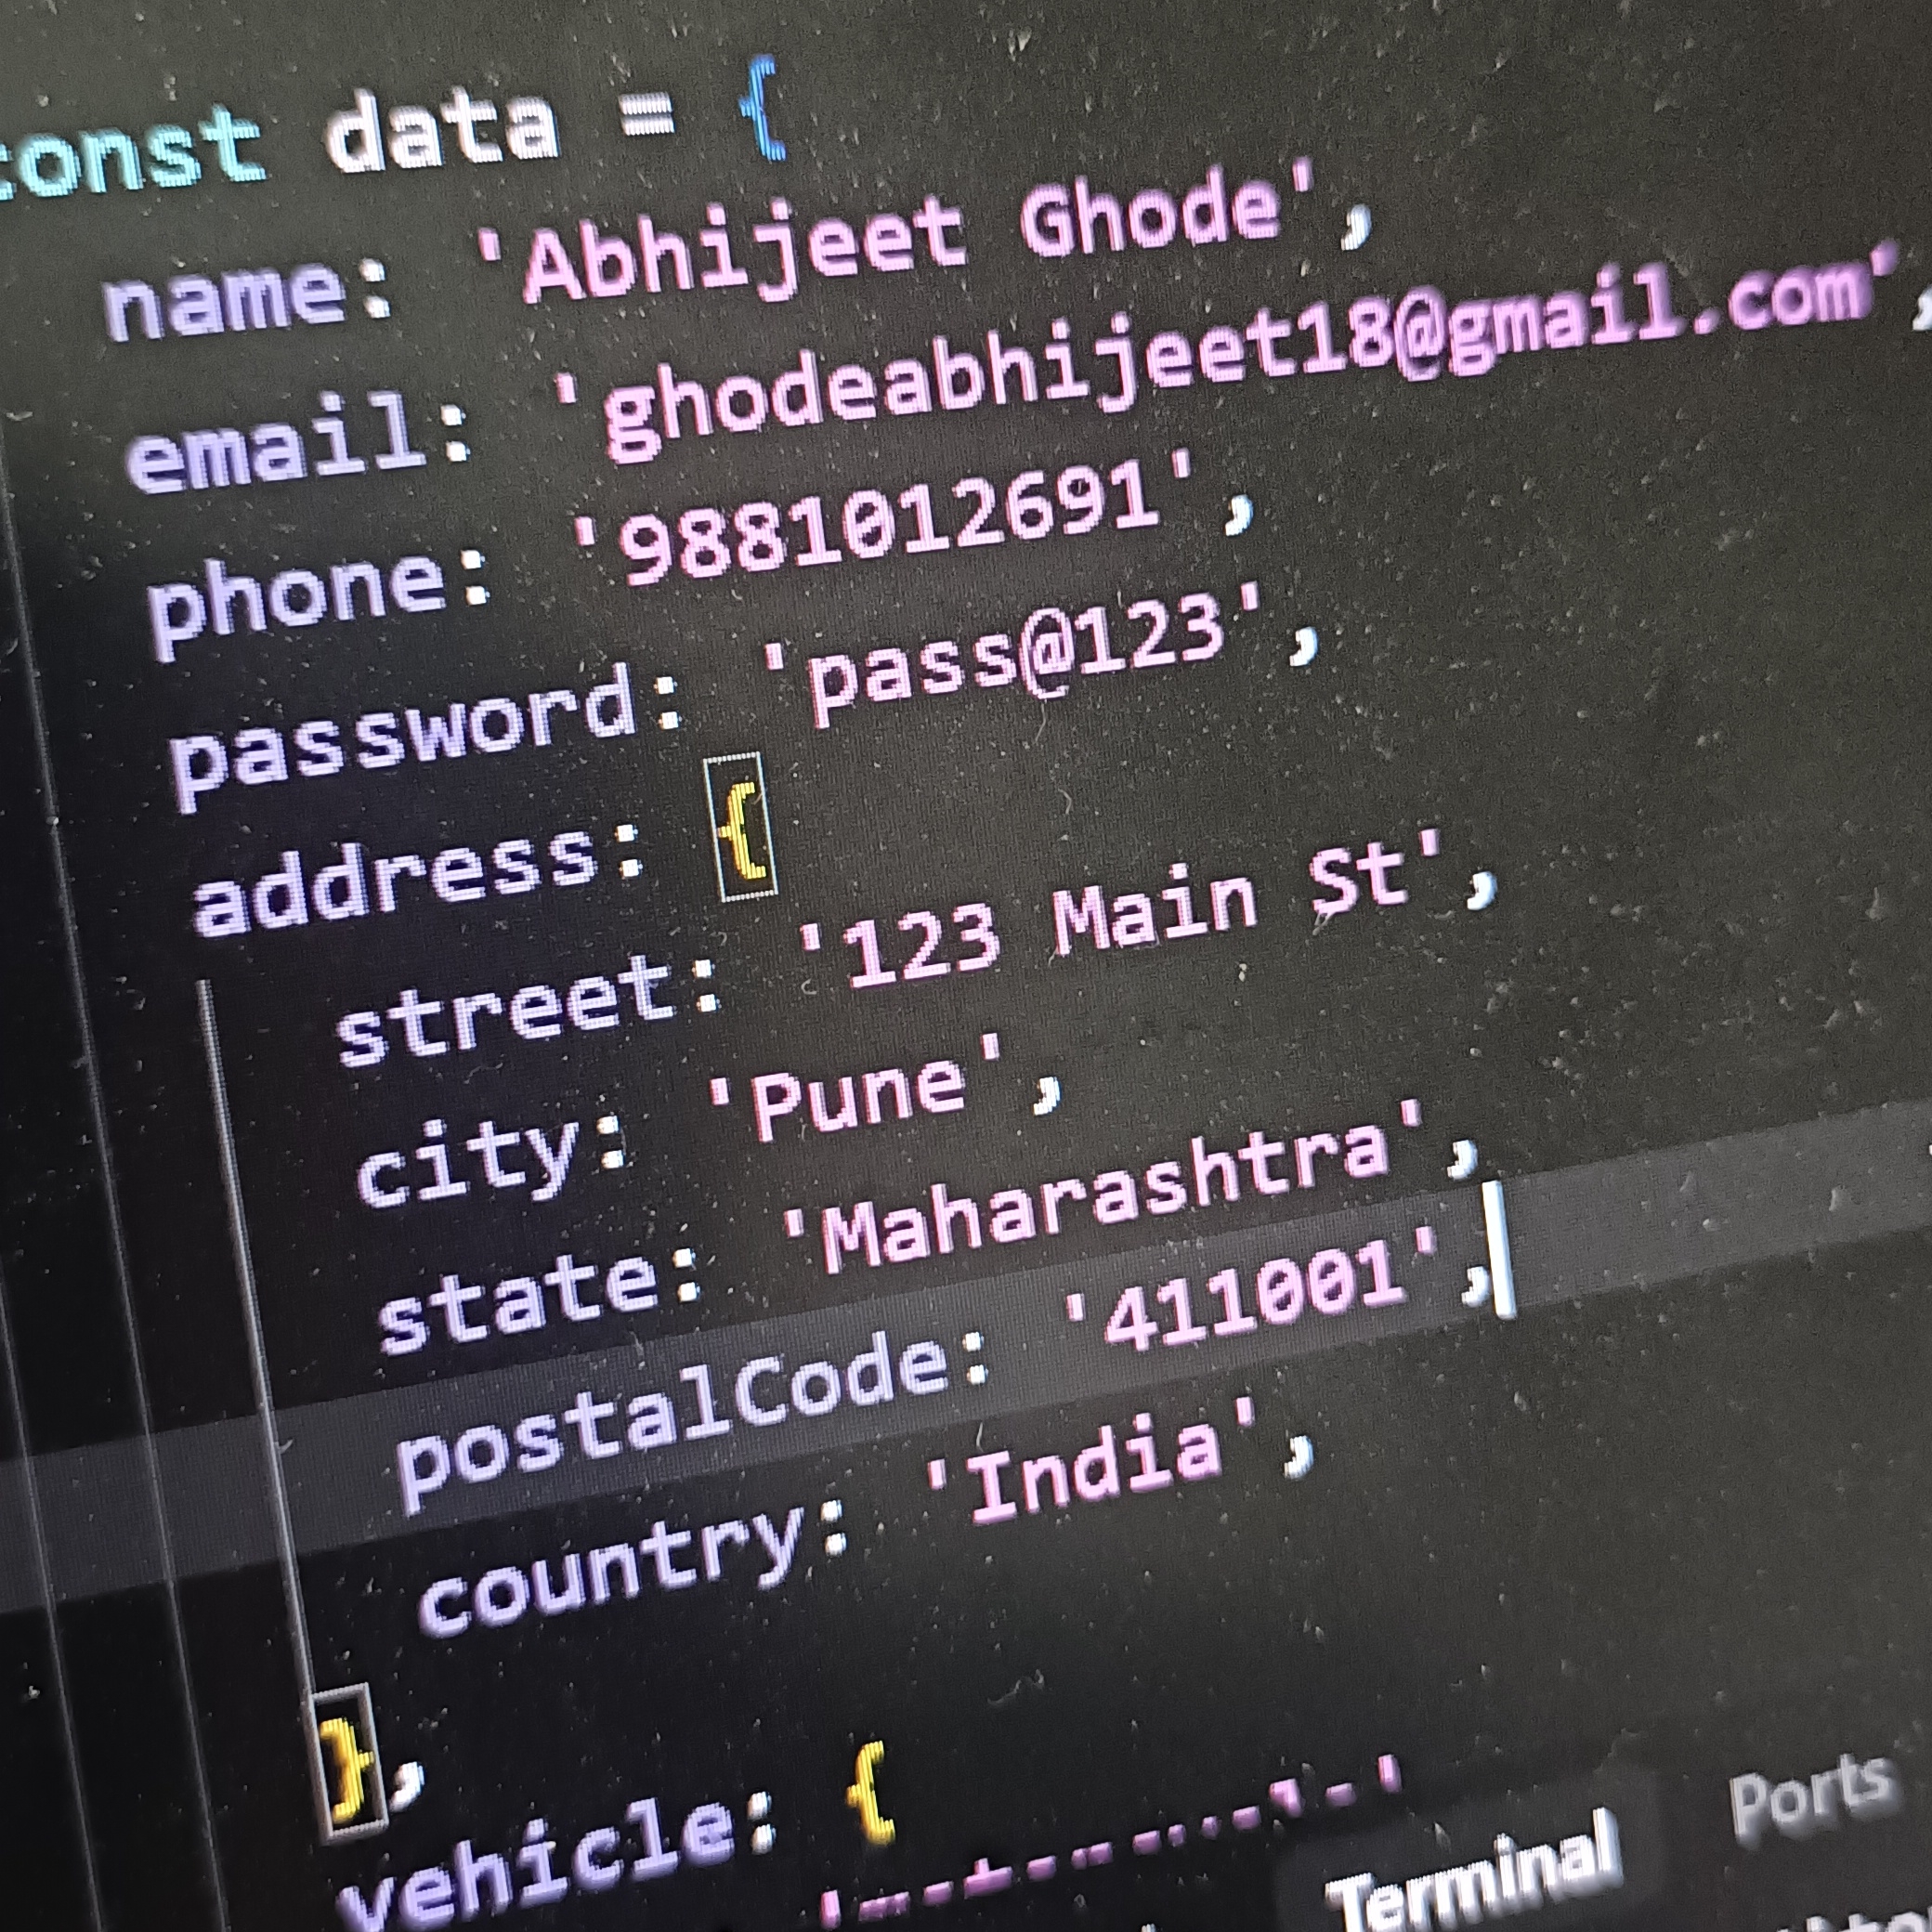 const data = {
name: 'Abhijeet Ghode',
email: 'ghodeabhijeet18@gmail.com',
phone: '9881012691',
password: 'pass@123',
address: {
street: '123 Main St',
city: 'Pune',
state: 'Maharashtra',
postalCode: '411001',
country: 'India',
},
vehicle: {
Terminal Ports